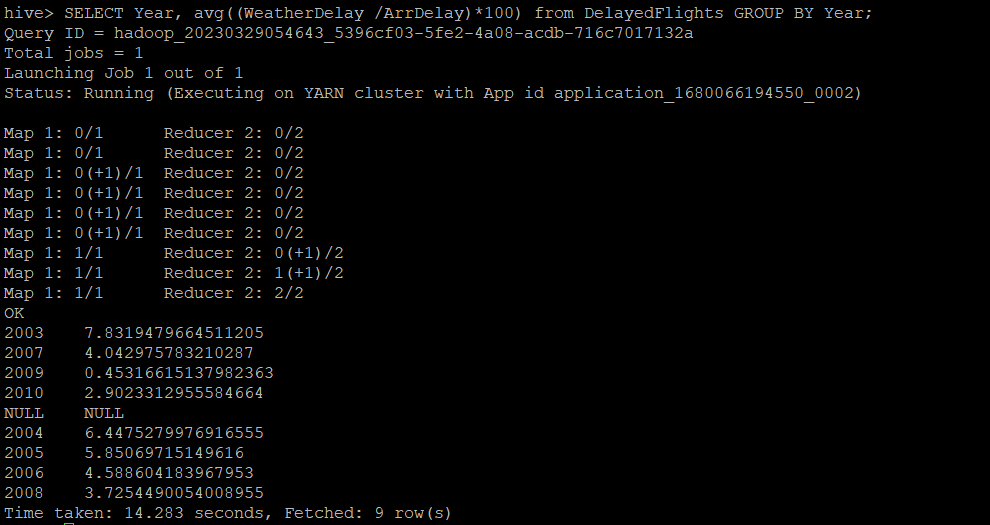 hive> SELECT Year, avg((WeatherDelay /ArrDelay)*100) from DelayedFlights GROUP BY Year;
Query ID = hadoop_20230329054643_5396cf03-5fe2-4a08-acdb-716c7017132a
Total jobs = 1
Launching Job 1 out of 1
Status: Running (Executing on YARN cluster with App id application_1680066194550_0002)

Map 1: 0/1      Reducer 2: 0/2
Map 1: 0/1      Reducer 2: 0/2
Map 1: 0(+1)/1  Reducer 2: 0/2
Map 1: 0(+1)/1  Reducer 2: 0/2
Map 1: 0(+1)/1  Reducer 2: 0/2
Map 1: 0(+1)/1  Reducer 2: 0/2
Map 1: 1/1      Reducer 2: 0(+1)/2
Map 1: 1/1      Reducer 2: 1(+1)/2
Map 1: 1/1      Reducer 2: 2/2
OK
2003    7.8319479664511205
2007    4.042975783210287
2009    0.45316615137982363
2010    2.9023312955584664
NULL    NULL
2004    6.4475279976916555
2005    5.85069715149616
2006    4.588604183967953
2008    3.7254490054008955
Time taken: 14.283 seconds, Fetched: 9 row(s)